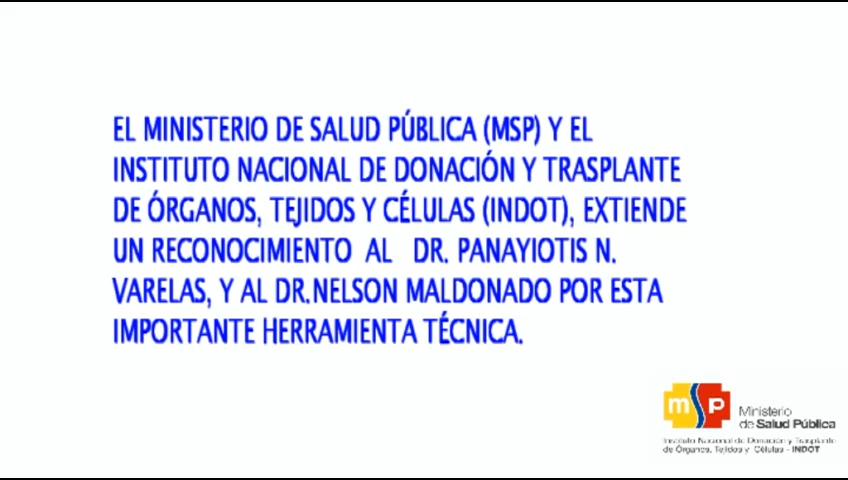 EL MINISTERIO DE SALUD PÚBLICA (MSP) Y EL
INSTITUTO NACIONAL DE DONACIÓN Y TRASPLANTE
DE ÓRGANOS, TEJIDOS Y CÉLULAS (INDOT), EXTIENDE
UN RECONOCIMIENTO AL DR. PANAYIOTIS N.
VARELAS, Y AL DR.NELSON MALDONADO POR ESTA
IMPORTANTE HERRAMIENTA TÉCNICA.
msp
Ministerio
de Salud Pública
Instituto Nacional de Donación y Trasplante
de Órganos, Tejidos y Células - INDOT